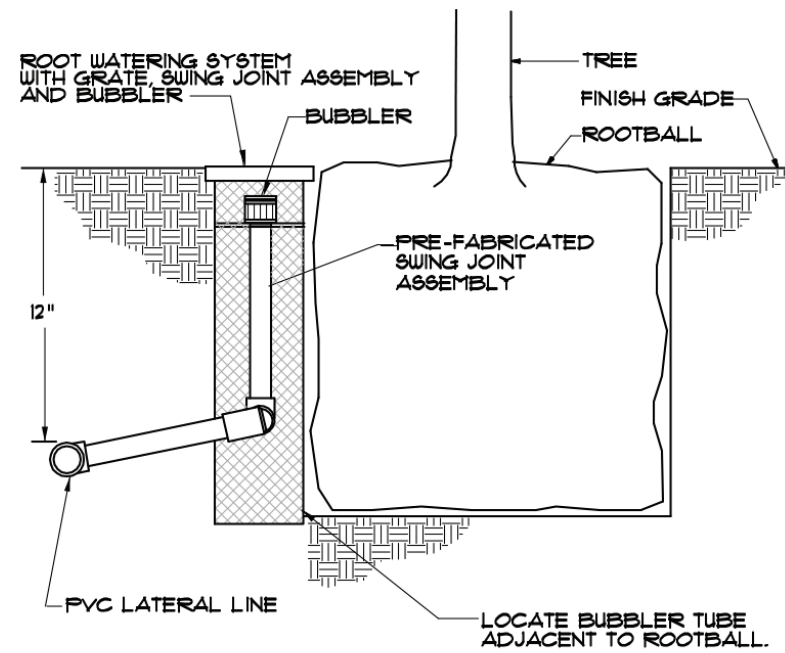 ROOT WATERING SYSTEM
WITH GRATE, SWING JOINT ASSEMBLY
AND BUBBLER
BUBBLER
TREE
FINISH GRADE
ROOTBALL
PRE-FABRICATED
SWING JOINT
ASSEMBLY
12"
PVC LATERAL LINE
LOCATE BUBBLER TUBE
ADJACENT TO ROOTBALL.